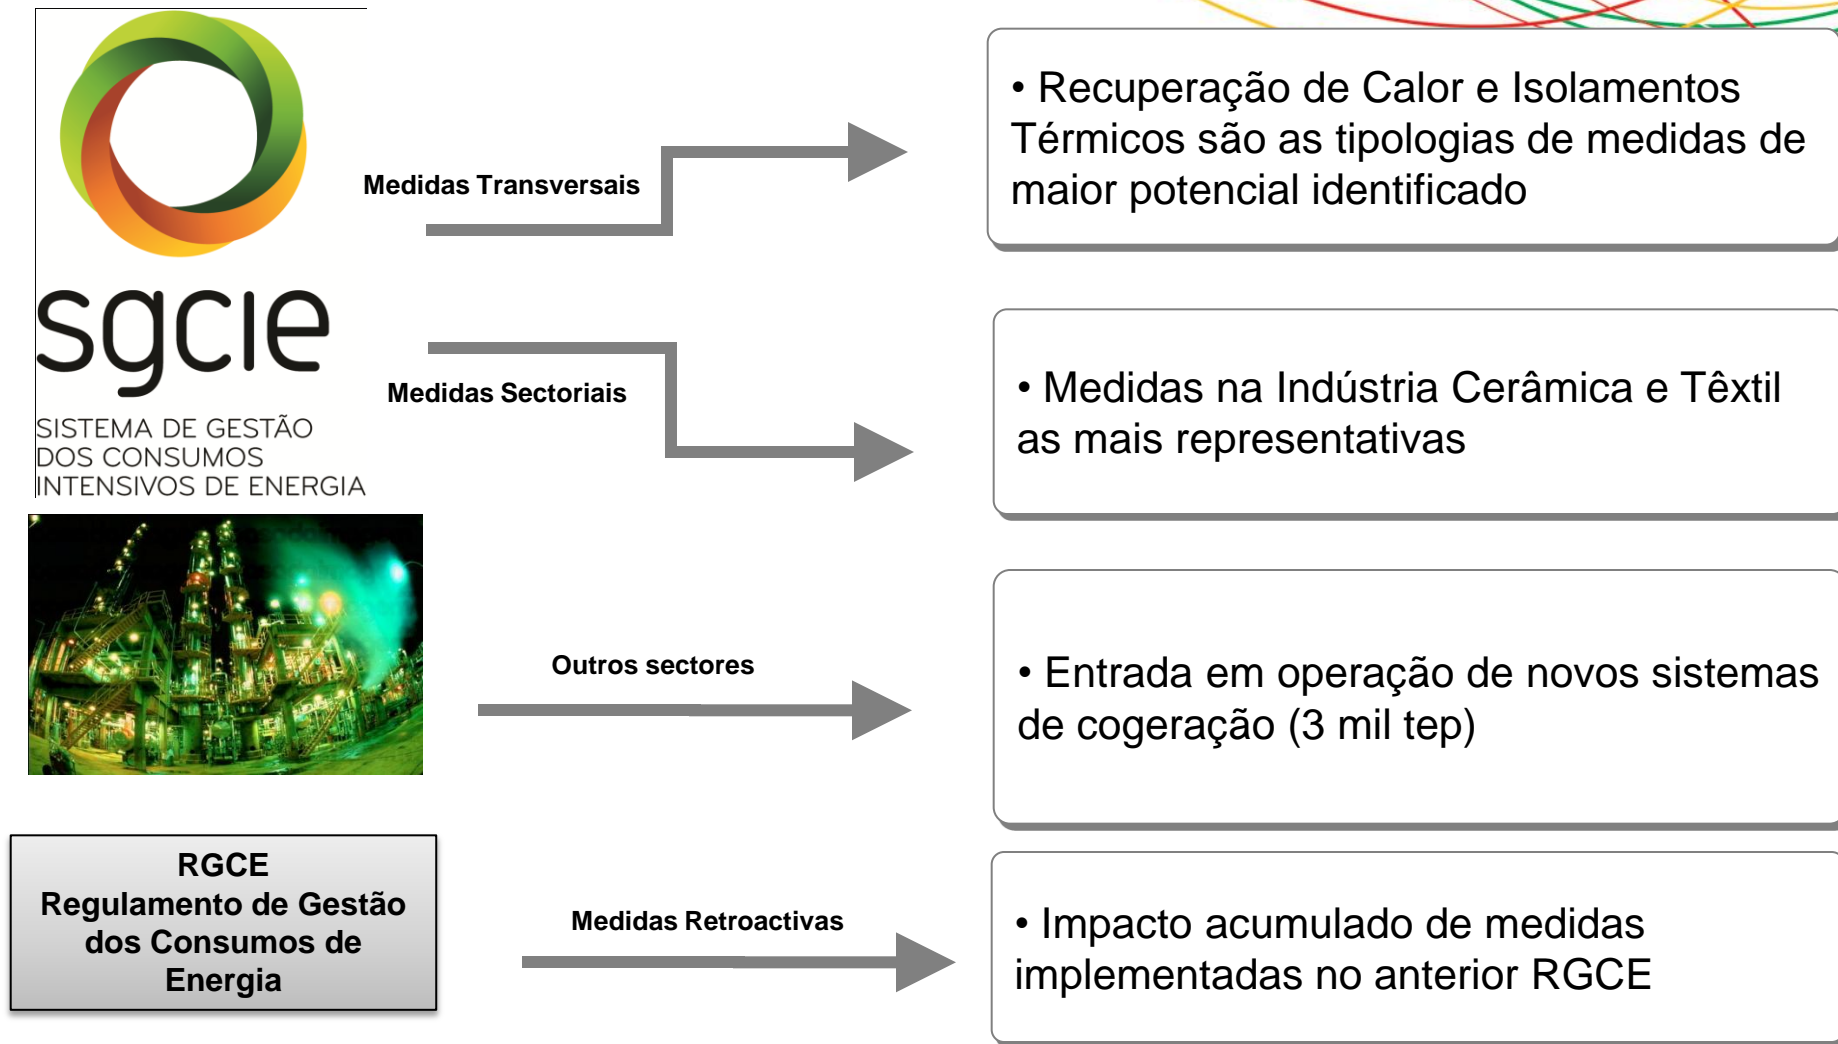 sgcie
SISTEMA DE GESTÃO
DOS CONSUMOS
INTENSIVOS DE ENERGIA
Medidas Transversais
• Recuperação de Calor e Isolamentos
Térmicos são as tipologias de medidas de
maior potencial identificado
Medidas Sectoriais
• Medidas na Indústria Cerâmica e Têxtil
as mais representativas
Outros sectores
• Entrada em operação de novos sistemas
de cogeração (3 mil tep)
RGCE
Regulamento de Gestão
dos Consumos de
Energia
Medidas Retroactivas
• Impacto acumulado de medidas
implementadas no anterior RGCE